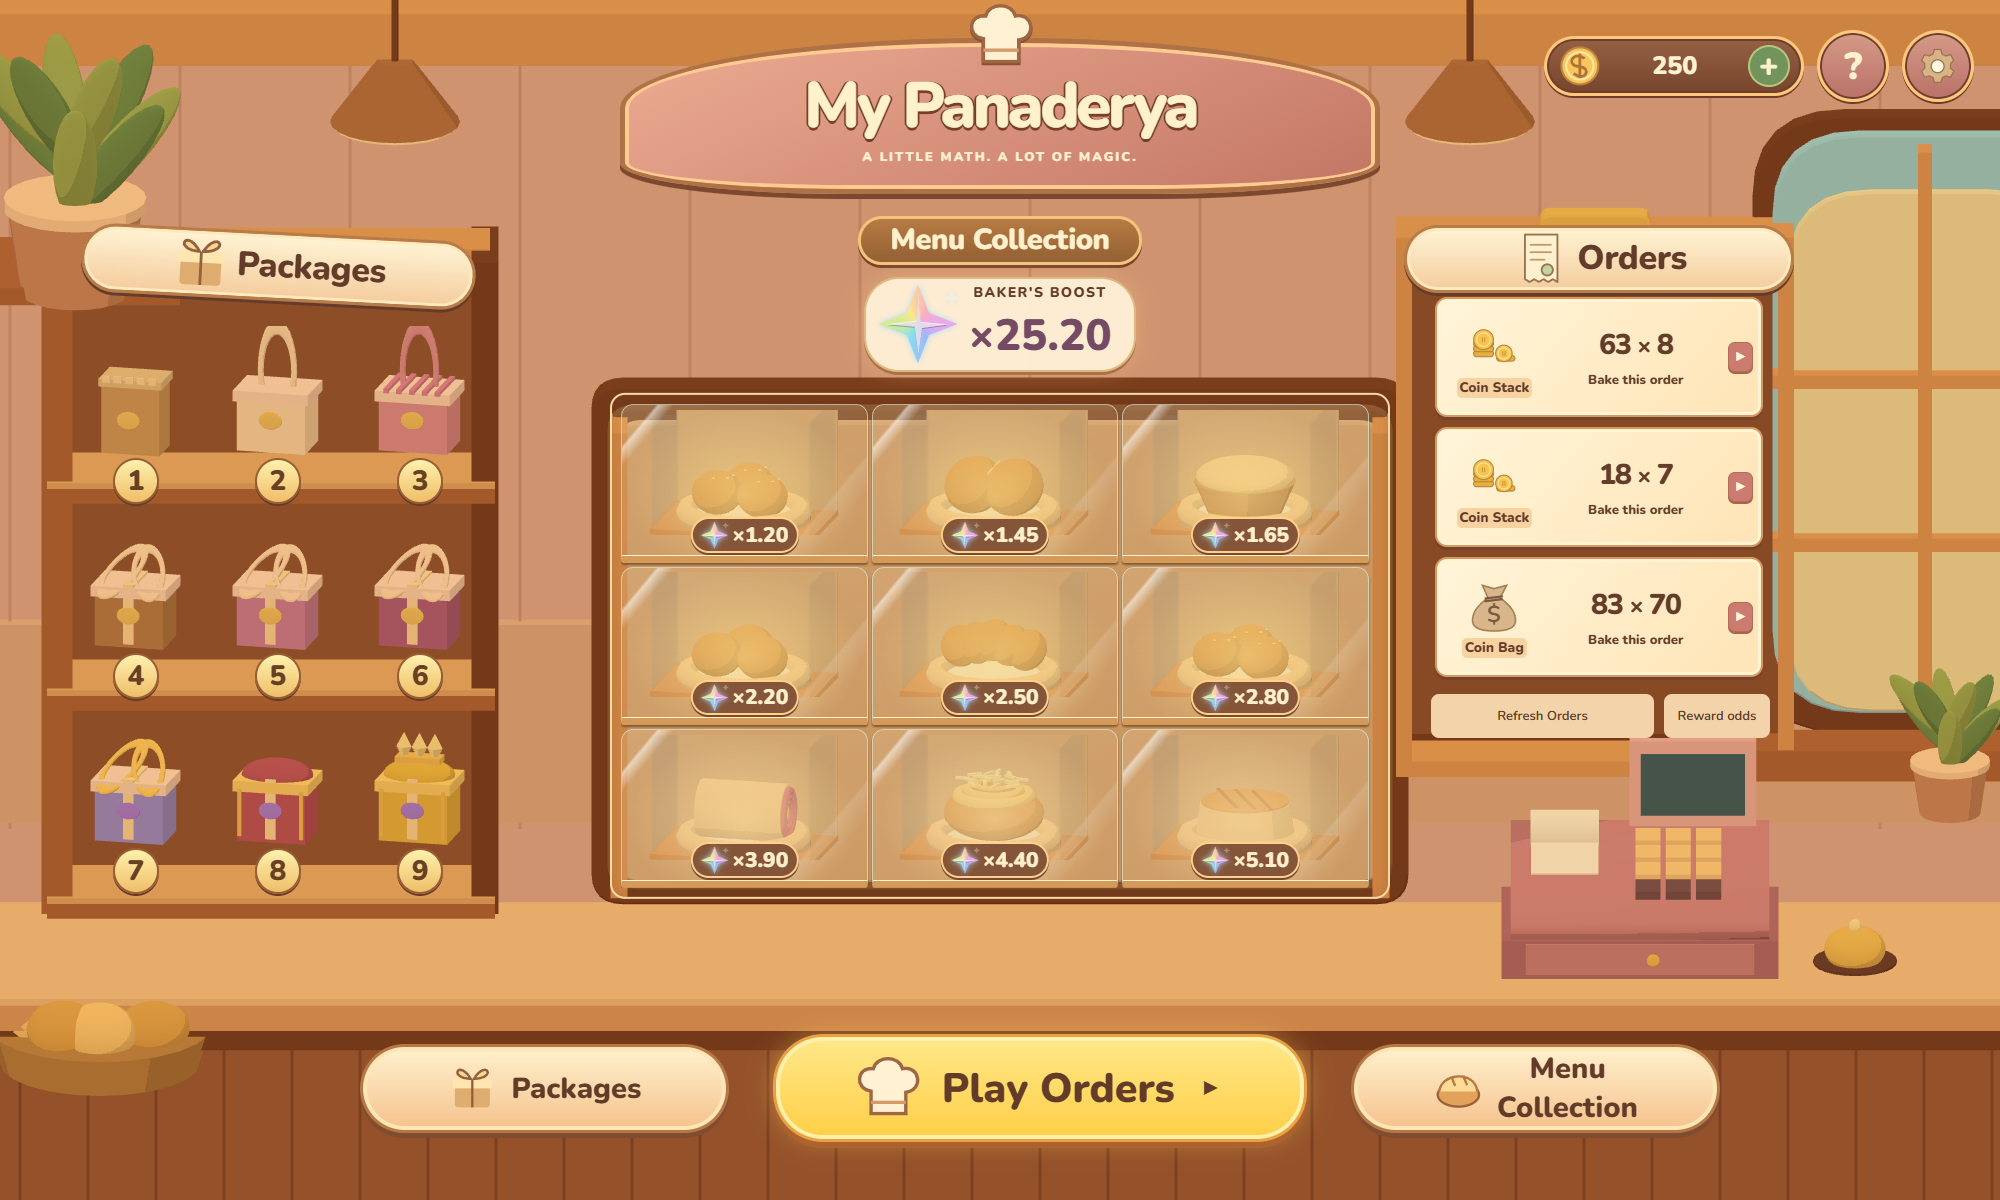 My Panaderya
A LITTLE MATH. A LOT OF MAGIC.
250
?
Packages
1
2
3
4
5
6
7
8
9
Menu Collection
BAKER'S BOOST
×25.20
×1.20
×1.45
×1.65
×2.20
×2.50
×2.80
×3.90
×4.40
×5.10
Orders
63 × 8
Coin Stack
Bake this order
18 × 7
Coin Stack
Bake this order
83 × 70
Coin Bag
Bake this order
Refresh Orders
Reward odds
Packages
Play Orders
Menu
Collection